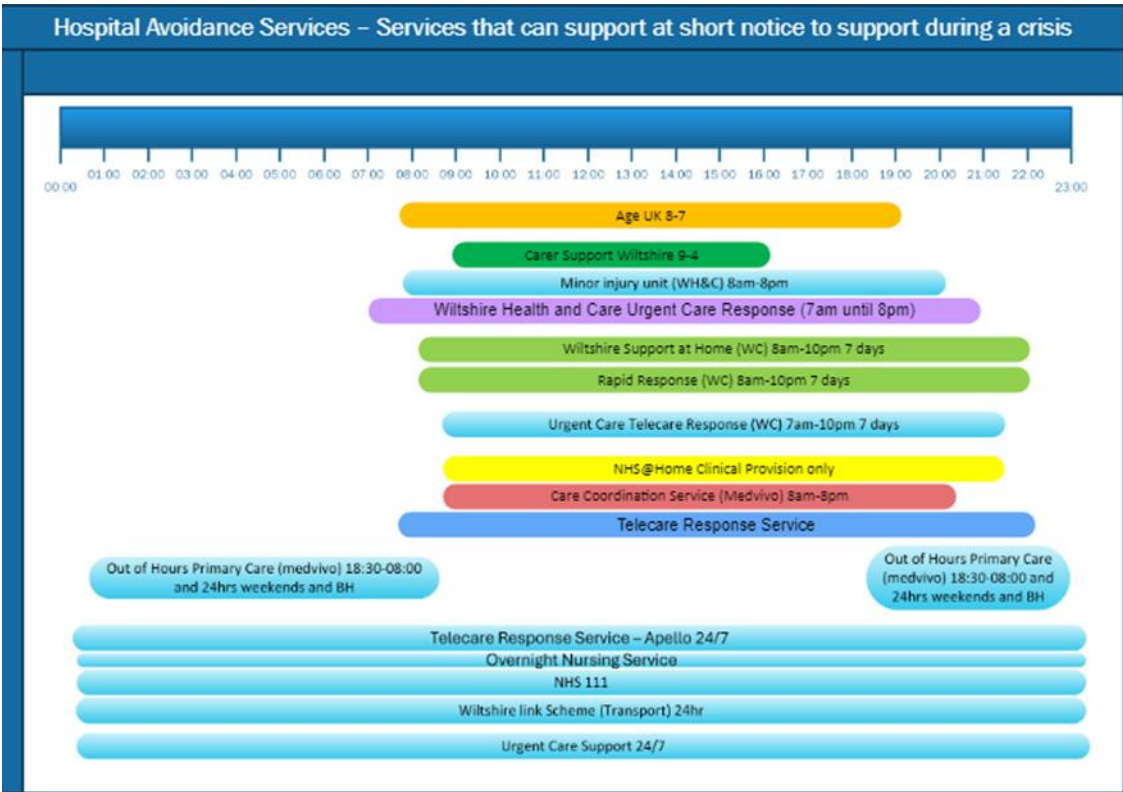 Hospital Avoidance Services – Services that can support at short notice to support during a crisis
00:00 01:00 02:00 03:00 04:00 05:00 06:00 07:00 08:00 09:00 10:00 11:00 12:00 13:00 14:00 15:00 16:00 17:00 18:00 19:00 20:00 21:00 22:00 23:00
Age UK 8-7
Carer Support Wiltshire 9-4
Minor injury unit (WH&C) 8am-8pm
Wiltshire Health and Care Urgent Care Response (7am until 8pm)
Wiltshire Support at Home (WC) 8am-10pm 7 days
Rapid Response (WC) 8am-10pm 7 days
Urgent Care Telecare Response (WC) 7am-10pm 7 days
NHS@Home Clinical Provision only
Care Coordination Service (Medvivo) 8am-8pm
Telecare Response Service
Out of Hours Primary Care (medvivo) 18:30-08:00
and 24hrs weekends and BH
Out of Hours Primary Care
(medvivo) 18:30-08:00 and
24hrs weekends and BH
Telecare Response Service – Apello 24/7
Overnight Nursing Service
NHS 111
Wiltshire link Scheme (Transport) 24hr
Urgent Care Support 24/7